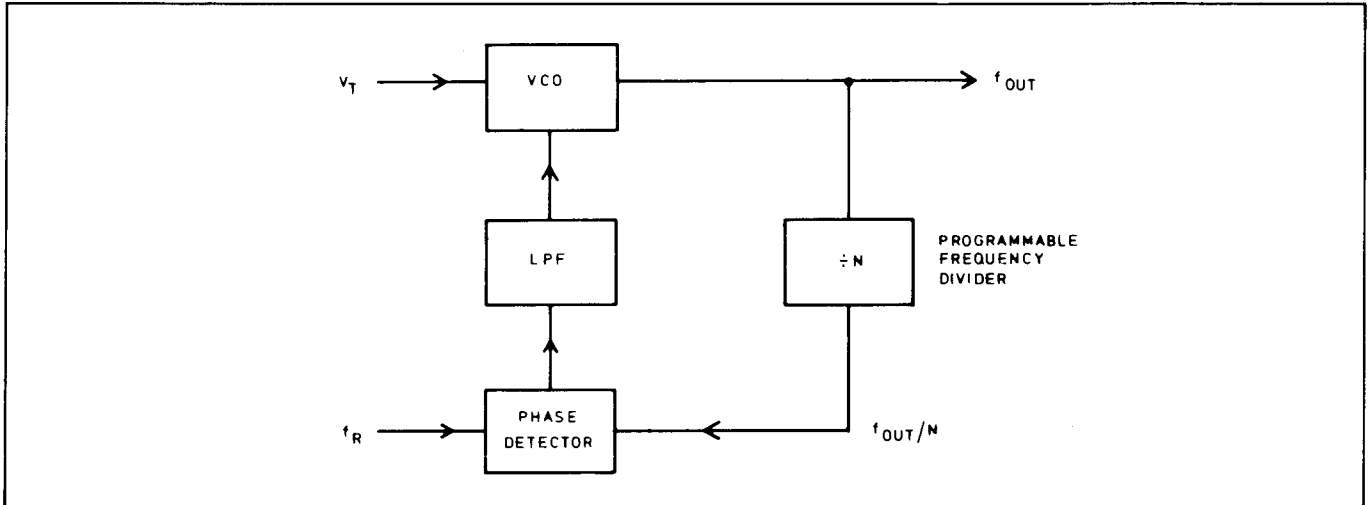 V_T
VCO
f_OUT
LPF
÷N
PROGRAMMABLE
FREQUENCY
DIVIDER
f_R
PHASE
DETECTOR
f_OUT/N